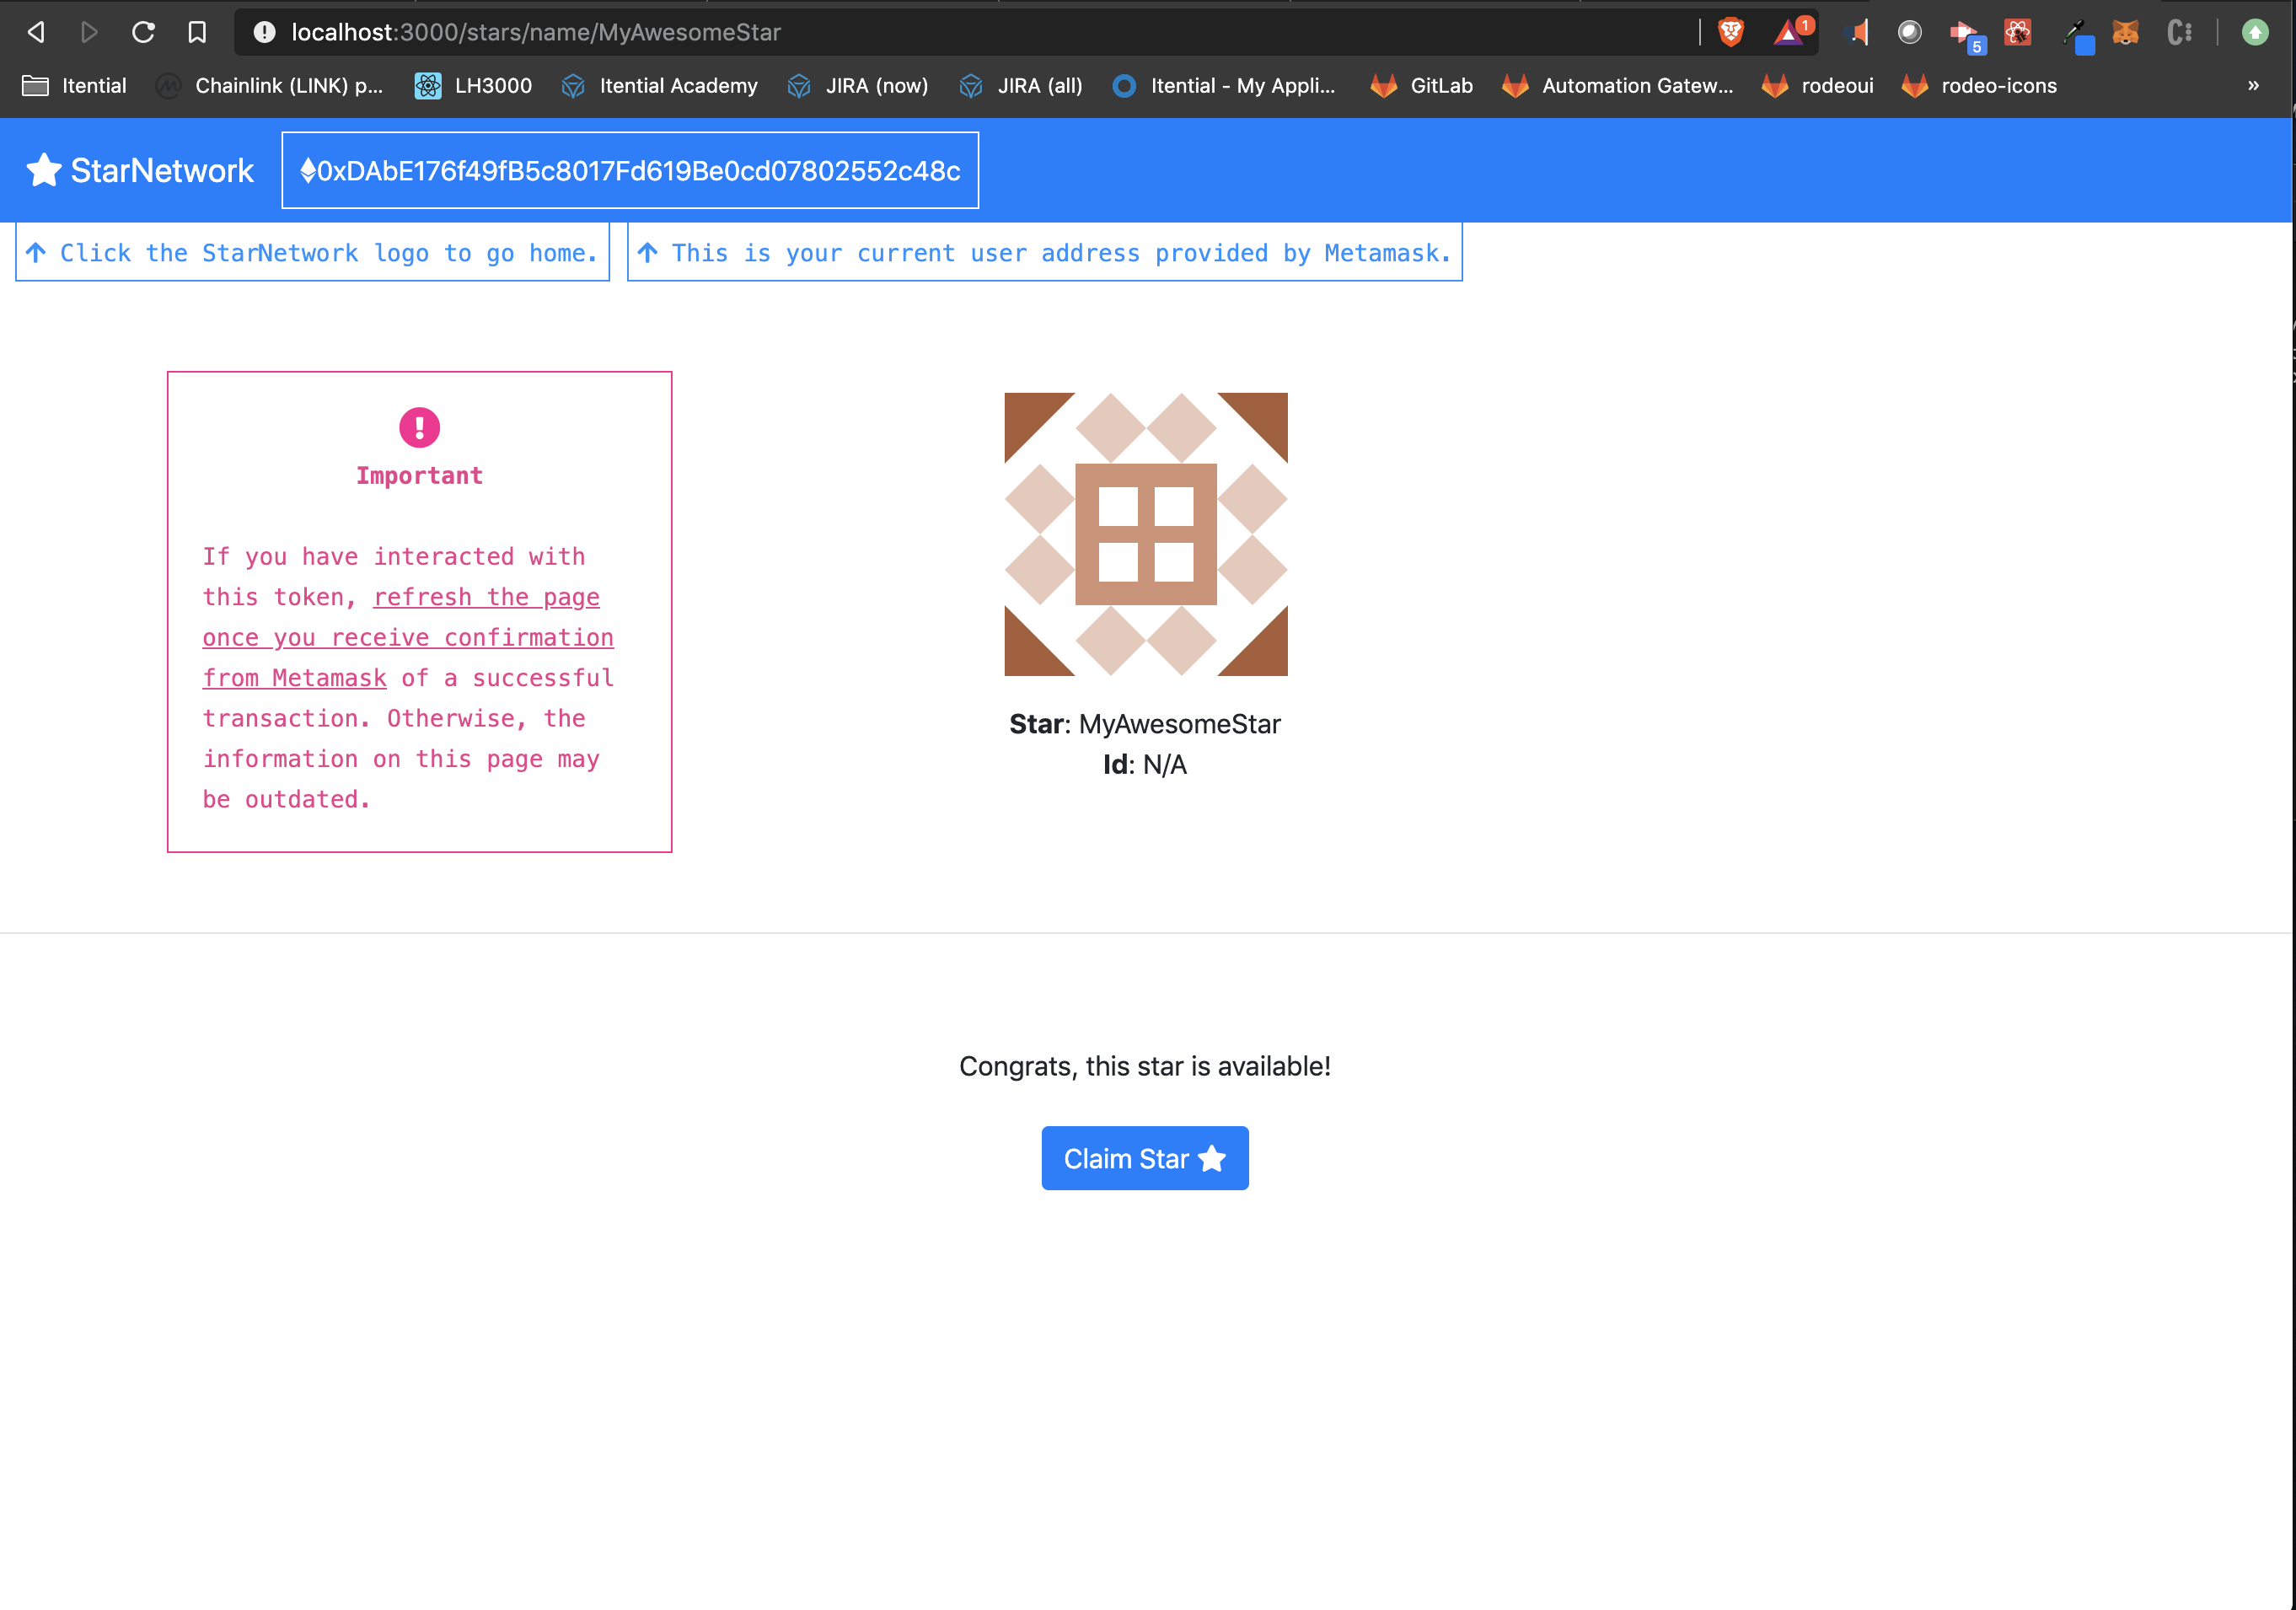 localhost:3000/stars/name/MyAwesomeStar
1
5
Itential
Chainlink (LINK) p...
LH3000
Itential Academy
JIRA (now)
JIRA (all)
Itential - My Appli...
GitLab
Automation Gatew...
rodeoui
rodeo-icons
»
StarNetwork
0xDAbE176f49fB5c8017Fd619Be0cd07802552c48c
↑ Click the StarNetwork logo to go home.
↑ This is your current user address provided by Metamask.
Important
If you have interacted with
this token, refresh the page
once you receive confirmation
from Metamask of a successful
transaction. Otherwise, the
information on this page may
be outdated.
Star: MyAwesomeStar
Id: N/A
Congrats, this star is available!
Claim Star